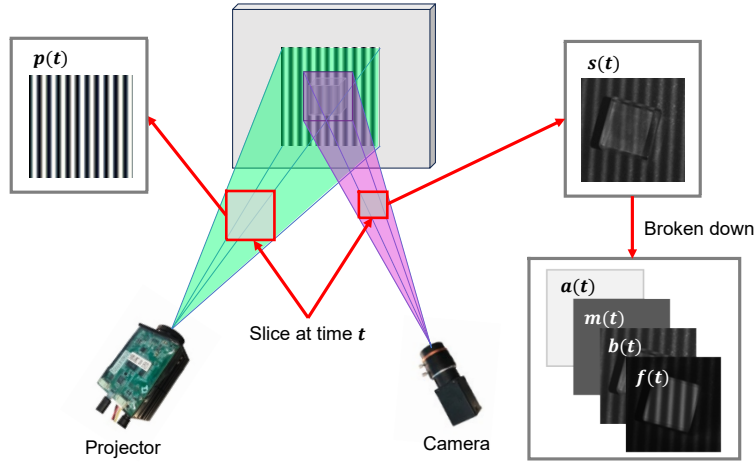 p(t)
s(t)
Broken down
a(t)
m(t)
b(t)
f(t)
Slice at time t
Projector
Camera